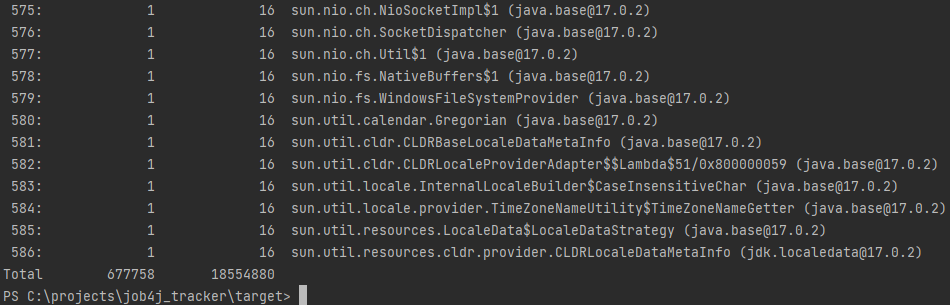 575:             1             16  sun.nio.ch.NioSocketImpl$1 (java.base@17.0.2)
576:             1             16  sun.nio.ch.SocketDispatcher (java.base@17.0.2)
577:             1             16  sun.nio.ch.Util$1 (java.base@17.0.2)
578:             1             16  sun.nio.fs.NativeBuffers$1 (java.base@17.0.2)
579:             1             16  sun.nio.fs.WindowsFileSystemProvider (java.base@17.0.2)
580:             1             16  sun.util.calendar.Gregorian (java.base@17.0.2)
581:             1             16  sun.util.cldr.CLDRBaseLocaleDataMetaInfo (java.base@17.0.2)
582:             1             16  sun.util.cldr.CLDRLocaleProviderAdapter$$Lambda$51/0x800000059 (java.base@17.0.2)
583:             1             16  sun.util.locale.InternalLocaleBuilder$CaseInsensitiveChar (java.base@17.0.2)
584:             1             16  sun.util.locale.provider.TimeZoneNameUtility$TimeZoneNameGetter (java.base@17.0.2)
585:             1             16  sun.util.resources.LocaleData$LocaleDataStrategy (java.base@17.0.2)
586:             1             16  sun.util.resources.cldr.provider.CLDRLocaleDataMetaInfo (jdk.localedata@17.0.2)
Total        677758       18554880
PS C:\projects\job4j_tracker\target>